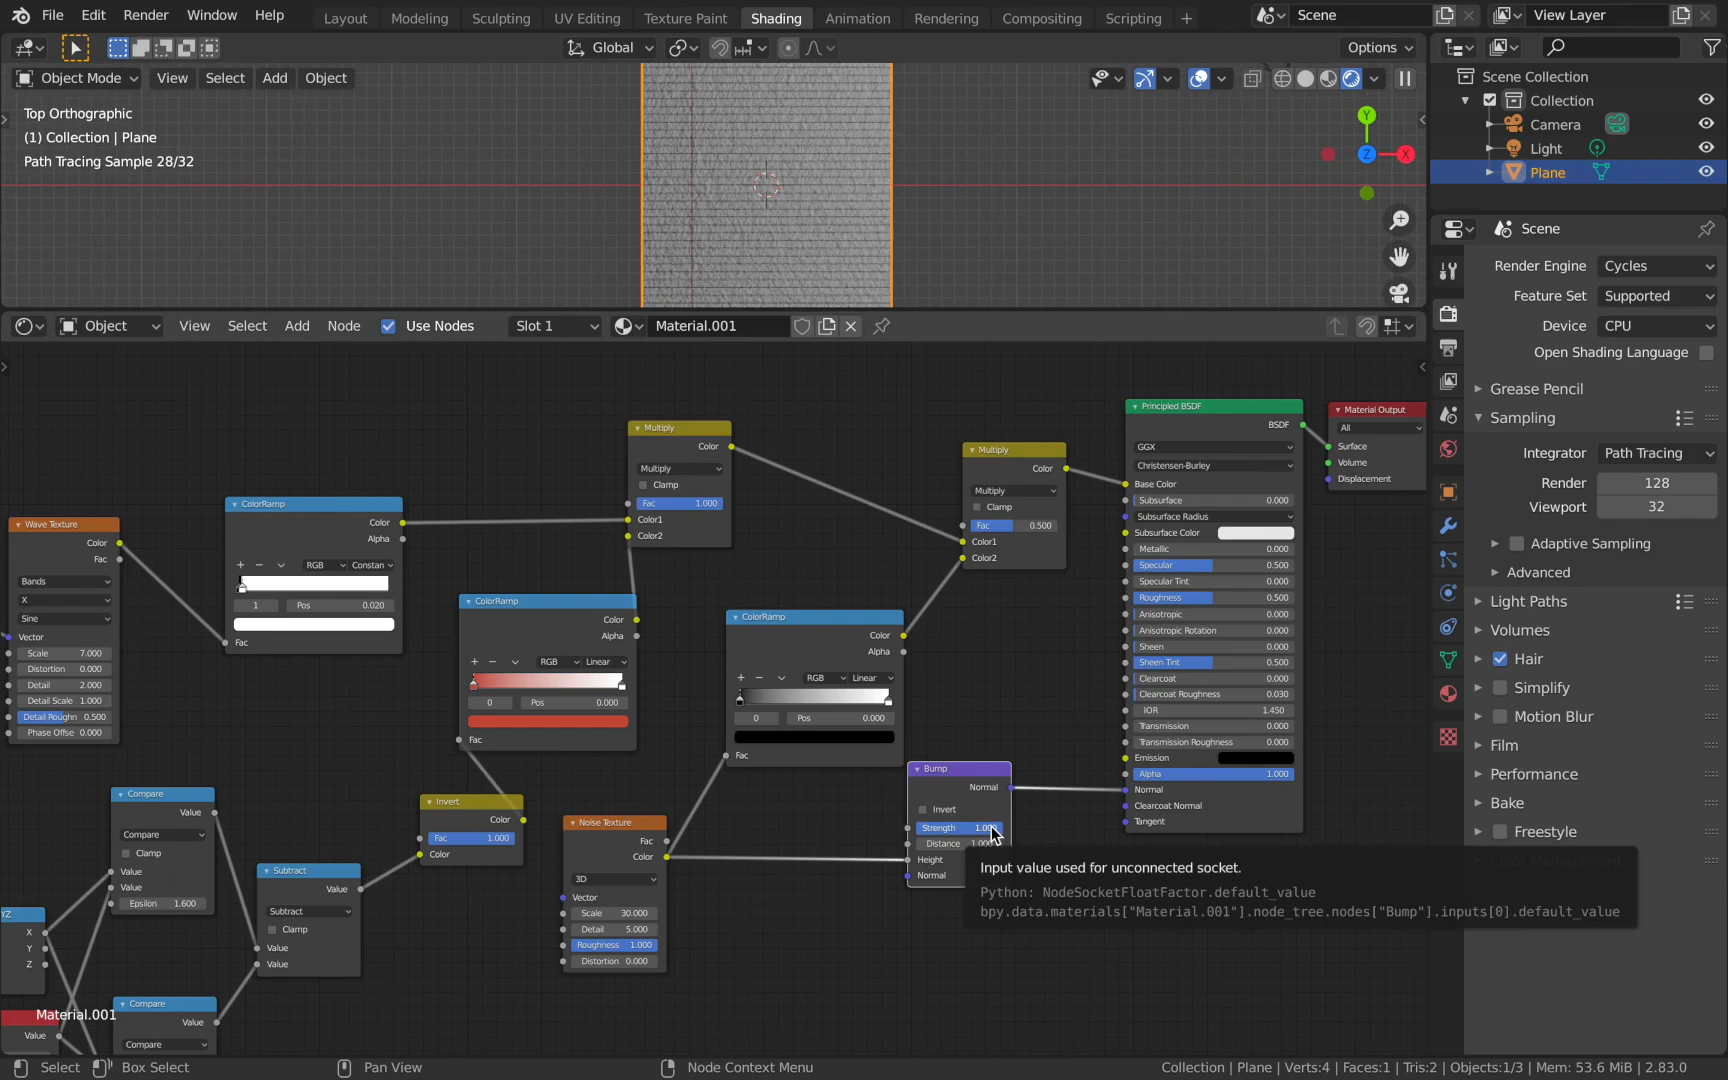 File Edit Render Window Help Layout Modeling Sculpting UV Editing Texture Paint Shading Animation Rendering Compositing Scripting + Scene View Layer
Global Options
Object Mode View Select Add Object
Top Orthographic
(1) Collection | Plane
Path Tracing Sample 28/32
Y
Z X
Scene Collection
Collection
Camera
Light
Plane
Scene
Render Engine Cycles
Feature Set Supported
Device CPU
Open Shading Language
Grease Pencil
Sampling
Integrator Path Tracing
Render 128
Viewport 32
Adaptive Sampling
Advanced
Light Paths
Volumes
Hair
Simplify
Motion Blur
Film
Performance
Bake
Freestyle
Color Management
Object View Select Add Node Use Nodes Slot 1 Material.001
Wave Texture
Color
Fac
Bands
X
Sine
Vector
Scale 7.000
Distortion 0.000
Detail 2.000
Detail Scale 1.000
Detail Roughn 0.500
Phase Offse 0.000
ColorRamp
Color
Alpha
RGB Constan
1 Pos 0.020
Fac
Multiply
Color
Multiply
Clamp
Fac 1.000
Color1
Color2
ColorRamp
Color
Alpha
RGB Linear
0 Pos 0.000
Fac
ColorRamp
Color
Alpha
RGB Linear
0 Pos 0.000
Fac
Multiply
Color
Multiply
Clamp
Fac 0.500
Color1
Color2
Principled BSDF
BSDF
GGX
Christensen-Burley
Base Color
Subsurface 0.000
Subsurface Radius
Subsurface Color
Metallic 0.000
Specular 0.500
Specular Tint 0.000
Roughness 0.500
Anisotropic 0.000
Anisotropic Rotation 0.000
Sheen 0.000
Sheen Tint 0.500
Clearcoat 0.000
Clearcoat Roughness 0.030
IOR 1.450
Transmission 0.000
Transmission Roughness 0.000
Emission
Alpha 1.000
Normal
Clearcoat Normal
Tangent
Material Output
All
Surface
Volume
Displacement
Compare
Value
Compare
Clamp
Value
Value
Epsilon 1.600
Subtract
Value
Subtract
Clamp
Value
Value
Invert
Color
Fac 1.000
Color
Noise Texture
Fac
Color
3D
Vector
Scale 30.000
Detail 5.000
Roughness 1.000
Distortion 0.000
Bump
Normal
Invert
Strength 1.000
Distance 1.000
Height
Normal
Input value used for unconnected socket.
Python: NodeSocketFloatFactor.default_value
bpy.data.materials["Material.001"].node_tree.nodes["Bump"].inputs[0].default_value
YZ
X
Y
Z
Value
Compare
Value
Compare
Material.001
Select Box Select Pan View Node Context Menu Collection | Plane | Verts:4 | Faces:1 | Tris:2 | Objects:1/3 | Mem: 53.6 MiB | 2.83.0